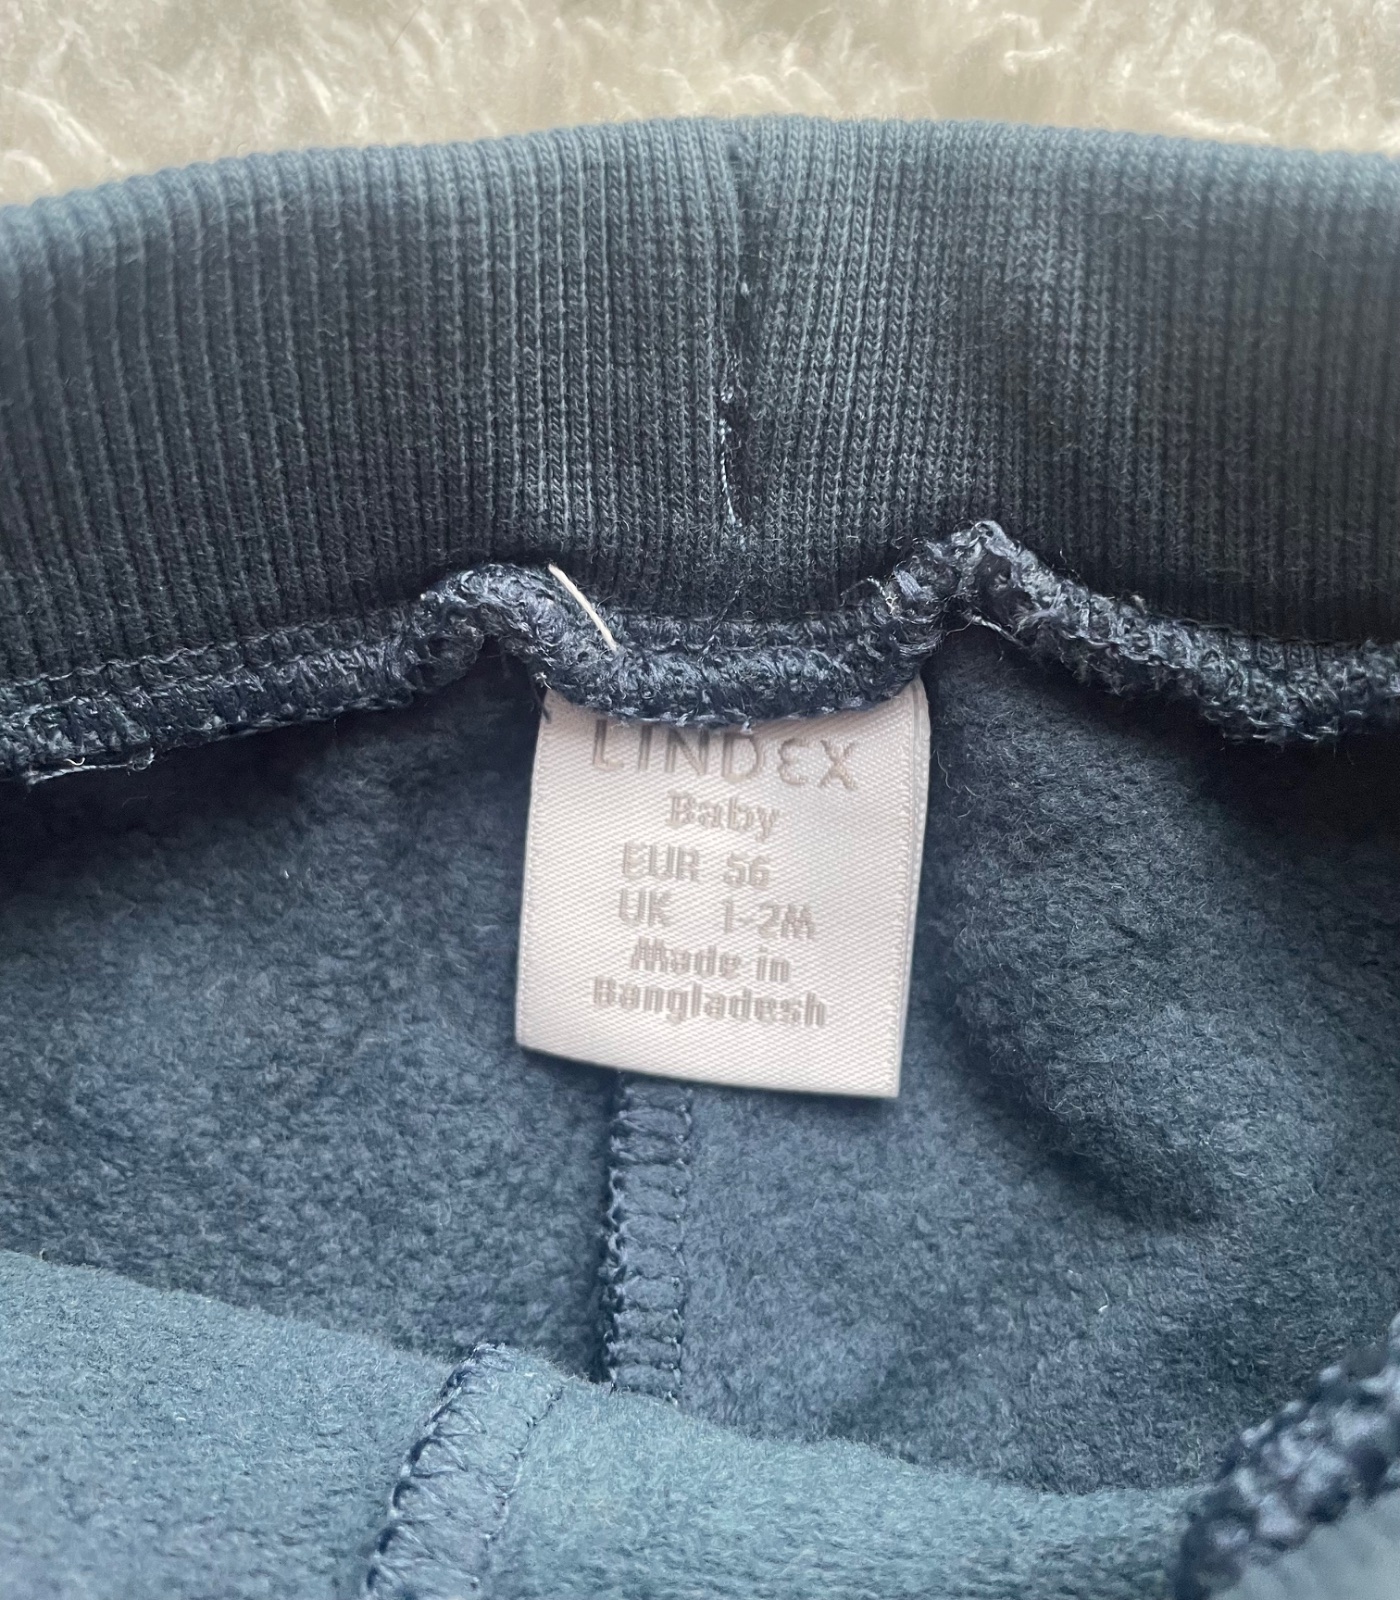 LINDEX
Baby
EUR 56
UK 1-2M
Made in
Bangladesh